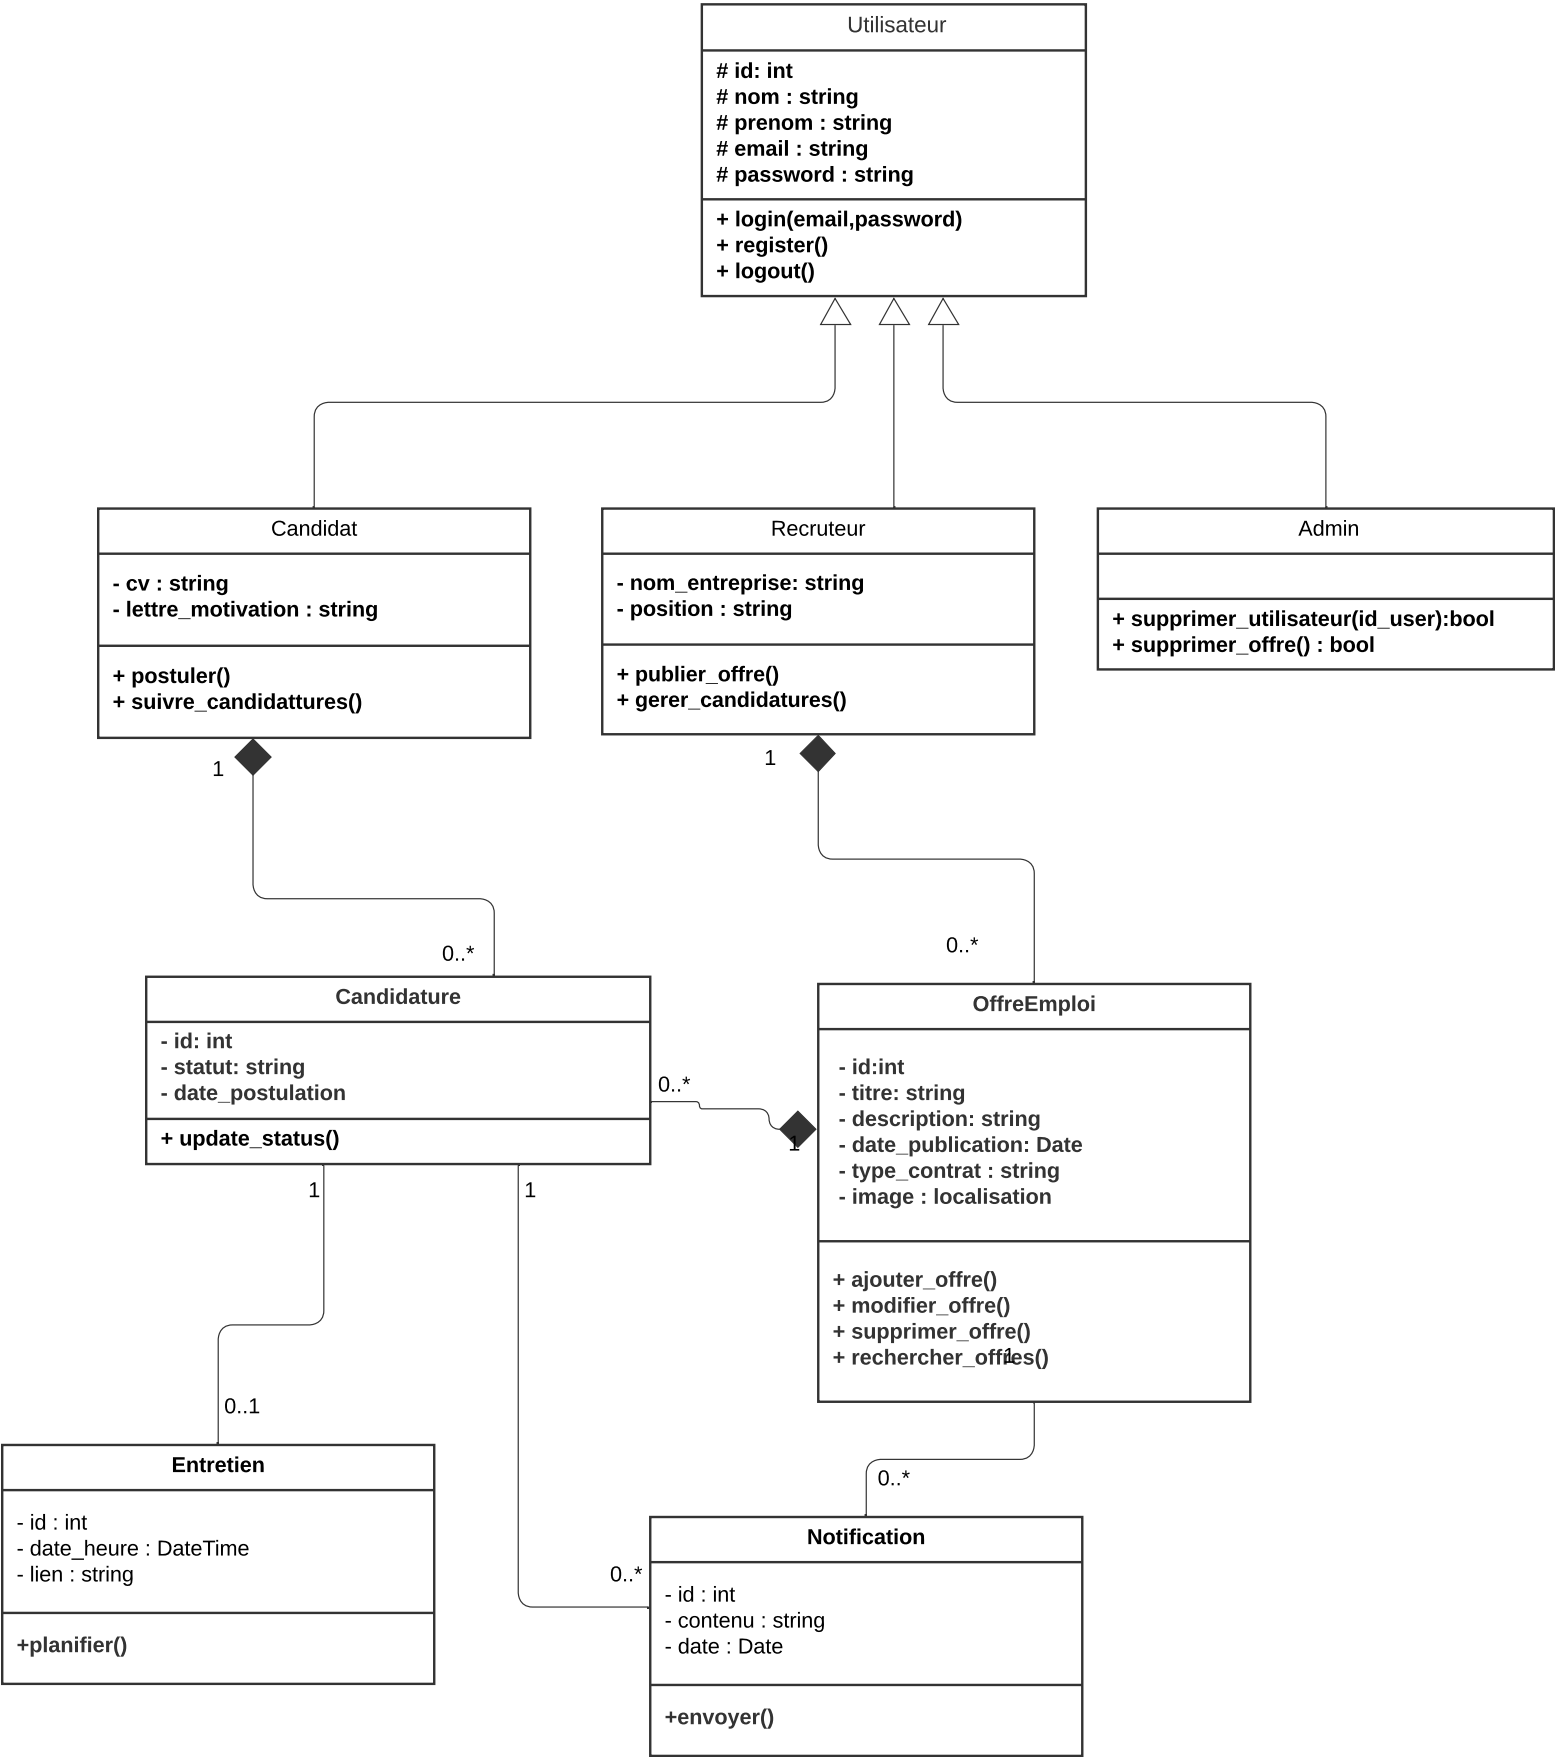 Utilisateur
# id: int
# nom : string
# prenom : string
# email : string
# password : string
+ login(email,password)
+ register()
+ logout()
Candidat
- cv : string
- lettre_motivation : string
+ postuler()
+ suivre_candidattures()
1
Recruteur
- nom_entreprise: string
- position : string
+ publier_offre()
+ gerer_candidatures()
1
Admin
+ supprimer_utilisateur(id_user):bool
+ supprimer_offre() : bool
0..*
0..*
Candidature
- id: int
- statut: string
- date_postulation
+ update_status()
0..*
1
OffreEmploi
- id:int
- titre: string
- description: string
- date_publication: Date
- type_contrat : string
- image : localisation
+ ajouter_offre()
+ modifier_offre()
+ supprimer_offre()
+ rechercher_offres()
1
1
1
0..1
0..*
0..*
Entretien
- id : int
- date_heure : DateTime
- lien : string
+planifier()
Notification
- id : int
- contenu : string
- date : Date
+envoyer()